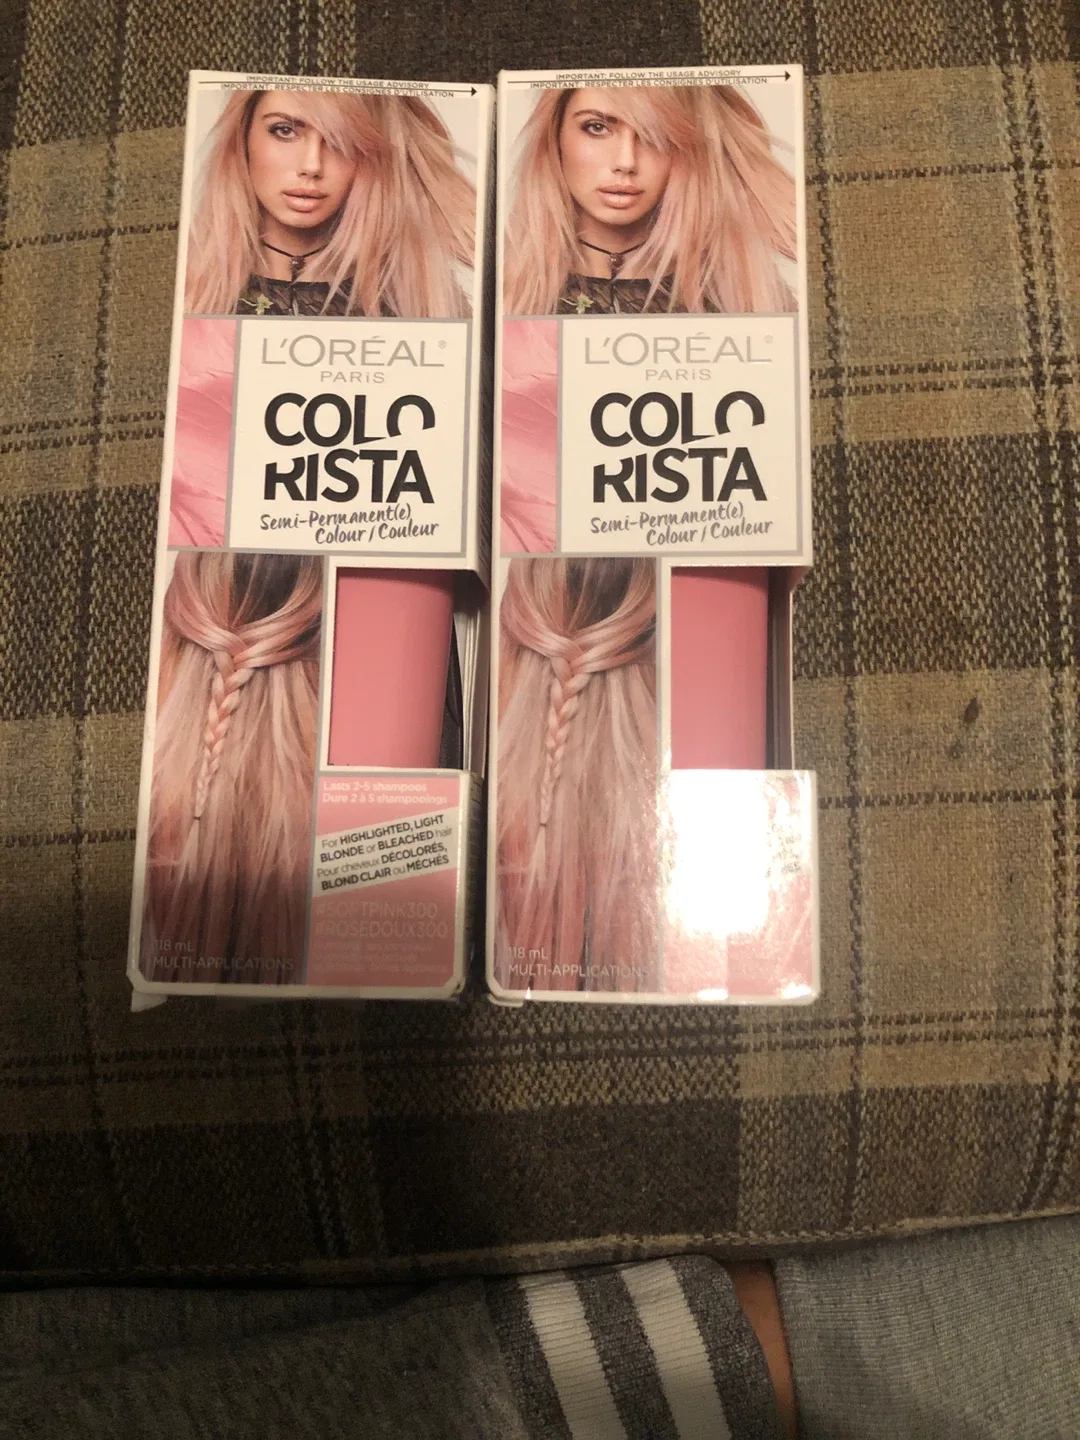 IMPORTANT: FOLLOW THE USAGE ADVISORY
IMPORTANT: RESPECTER LES CONSIGNES D'UTILISATION
L'ORÉAL®
PARIS
COLO
RISTA
Semi-Permanent(e)
Colour / Couleur
Lasts 2-5 shampoos
Dure 2 à 5 shampooings
For HIGHLIGHTED, LIGHT
BLONDE or BLEACHED hair
Pour cheveux DÉCOLORÉS,
BLOND CLAIR ou MÉCHÉS
#SOFTPINK300
#ROSEDOUX300
118 mL
MULTI-APPLICATIONS
IMPORTANT: FOLLOW THE USAGE ADVISORY
IMPORTANT: RESPECTER LES CONSIGNES D'UTILISATION
L'ORÉAL®
PARIS
COLO
RISTA
Semi-Permanent(e)
Colour / Couleur
118 mL
MULTI-APPLICATIONS